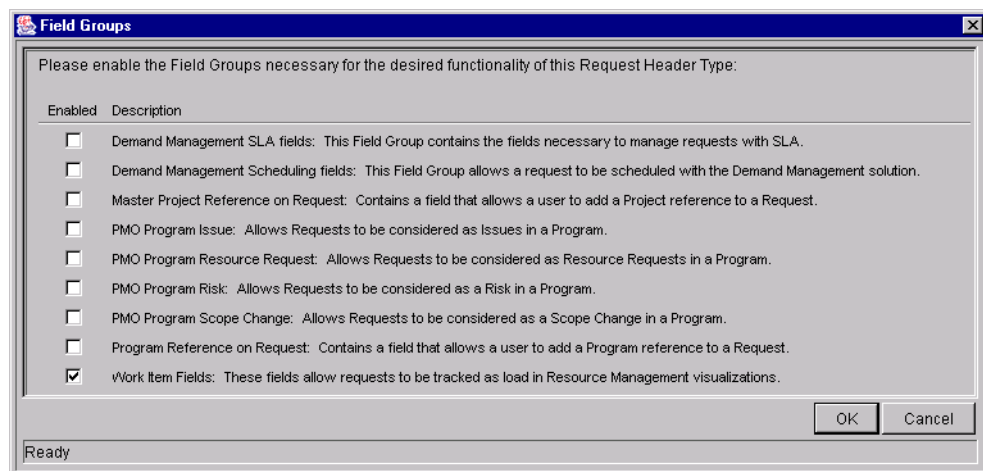 Field Groups
Please enable the Field Groups necessary for the desired functionality of this Request Header Type:
Enabled Description
Demand Management SLA fields: This Field Group contains the fields necessary to manage requests with SLA.
Demand Management Scheduling fields: This Field Group allows a request to be scheduled with the Demand Management solution.
Master Project Reference on Request: Contains a field that allows a user to add a Project reference to a Request.
PMO Program Issue: Allows Requests to be considered as Issues in a Program.
PMO Program Resource Request: Allows Requests to be considered as Resource Requests in a Program.
PMO Program Risk: Allows Requests to be considered as a Risk in a Program.
PMO Program Scope Change: Allows Requests to be considered as a Scope Change in a Program.
Program Reference on Request: Contains a field that allows a user to add a Program reference to a Request.
Work Item Fields: These fields allow requests to be tracked as load in Resource Management visualizations.
OK Cancel
Ready